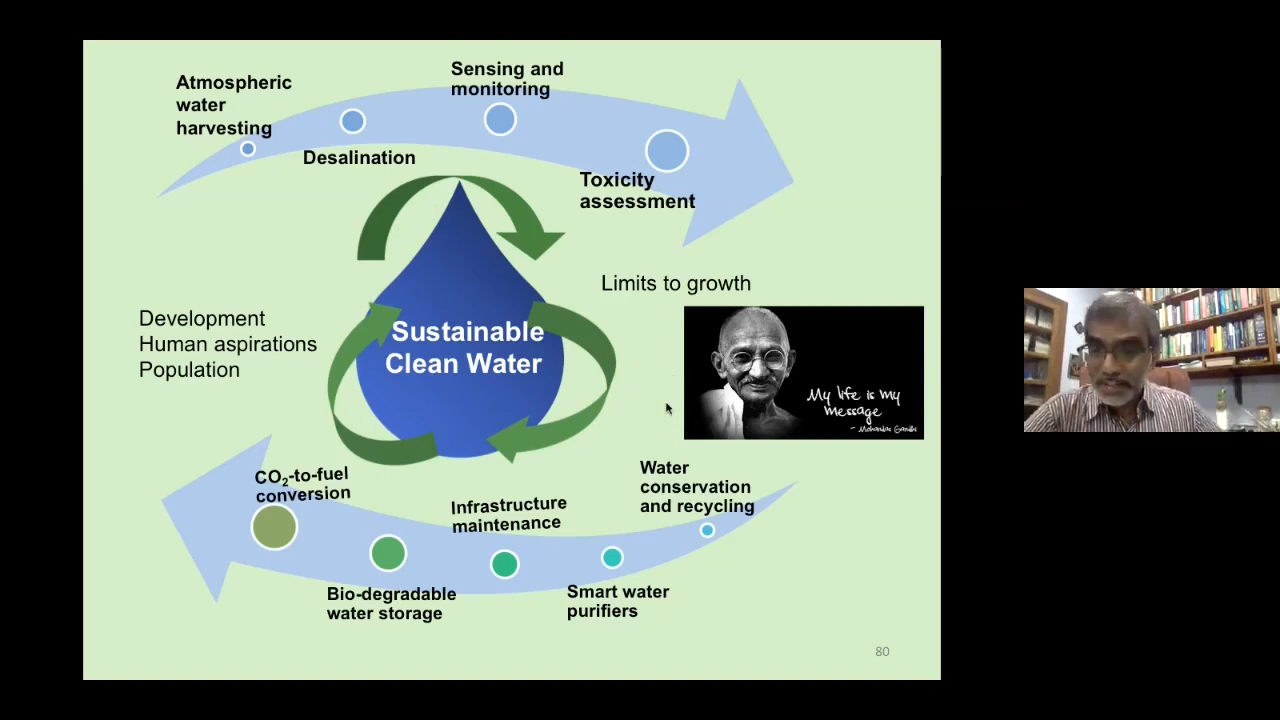 Atmospheric
water
harvesting
Sensing and
monitoring
Desalination
Toxicity
assessment
Limits to growth
Development
Human aspirations
Population
Sustainable
Clean Water
My life is my
message
- Mohandas Gandhi
CO₂-to-fuel
conversion
Infrastructure
maintenance
Water
conservation
and recycling
Bio-degradable
water storage
Smart water
purifiers
80